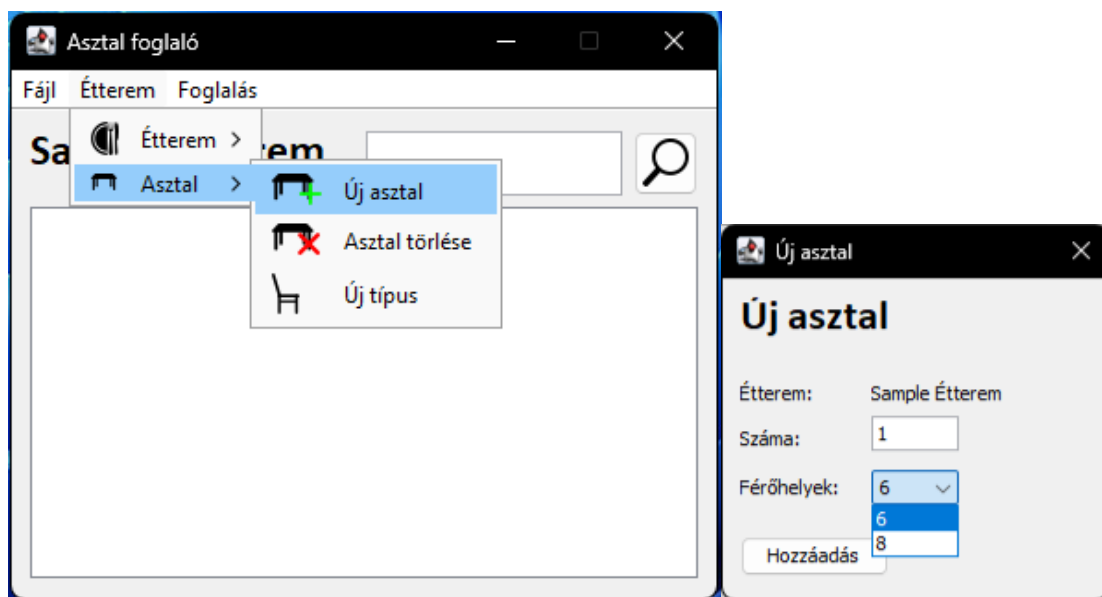 Asztal foglaló
Fájl Étterem Foglalás
Sa
em
Étterem
Asztal
Új asztal
Asztal törlése
Új típus
Új asztal
Új asztal
Étterem: Sample Étterem
Száma: 1
Férőhelyek: 6
6
8
Hozzáadás